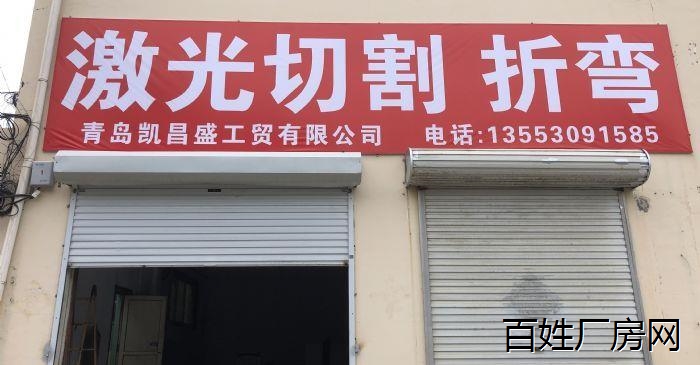 激光切割 折弯
青岛凯昌盛工贸有限公司 电话:13553091585
百姓厂房网